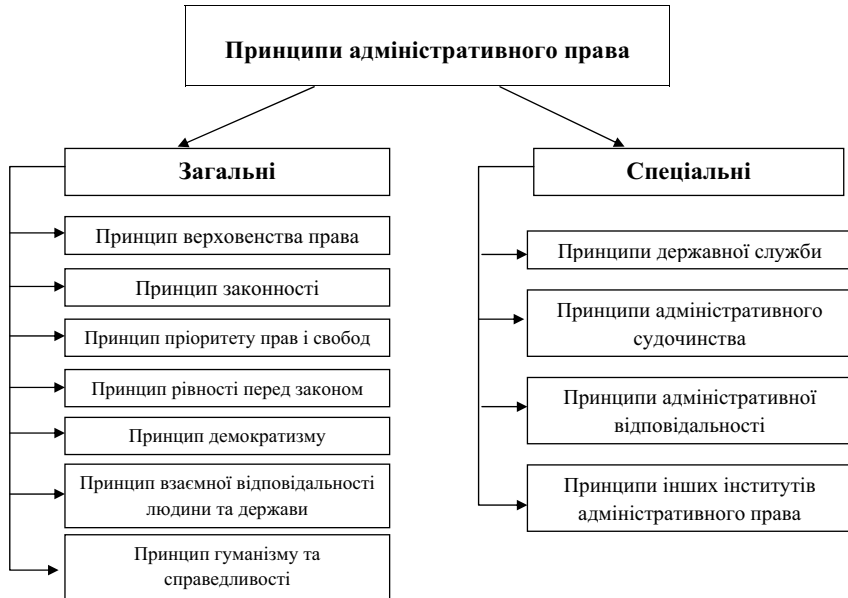 Принципи адміністративного права
Загальні
Принцип верховенства права
Принцип законності
Принцип пріоритету прав і свобод
Принцип рівності перед законом
Принцип демократизму
Принцип взаємної відповідальності
людини та держави
Принцип гуманізму та
справедливості
Спеціальні
Принципи державної служби
Принципи адміністративного
судочинства
Принципи адміністративної
відповідальності
Принципи інших інститутів
адміністративного права